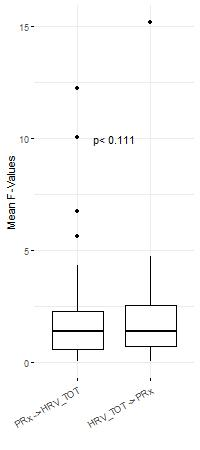 15
10
5
0
Mean F-Values
p< 0.111
PRx->HRV_TOT
HRV_TOT->PRx